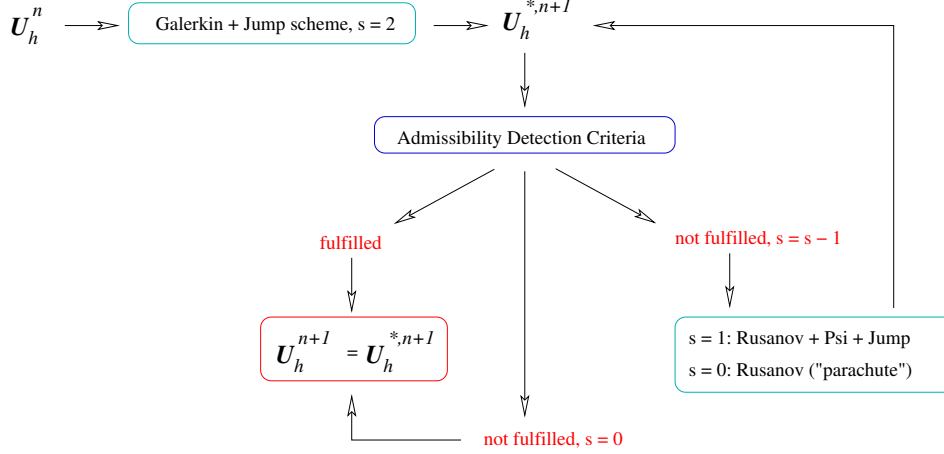 U_h^n
Galerkin + Jump scheme, s = 2
U_h^{*,n+1}
Admissibility Detection Criteria
fulfilled
not fulfilled, s = s − 1
U_h^{n+1} = U_h^{*,n+1}
s = 1: Rusanov + Psi + Jump
s = 0: Rusanov ("parachute")
not fulfilled, s = 0